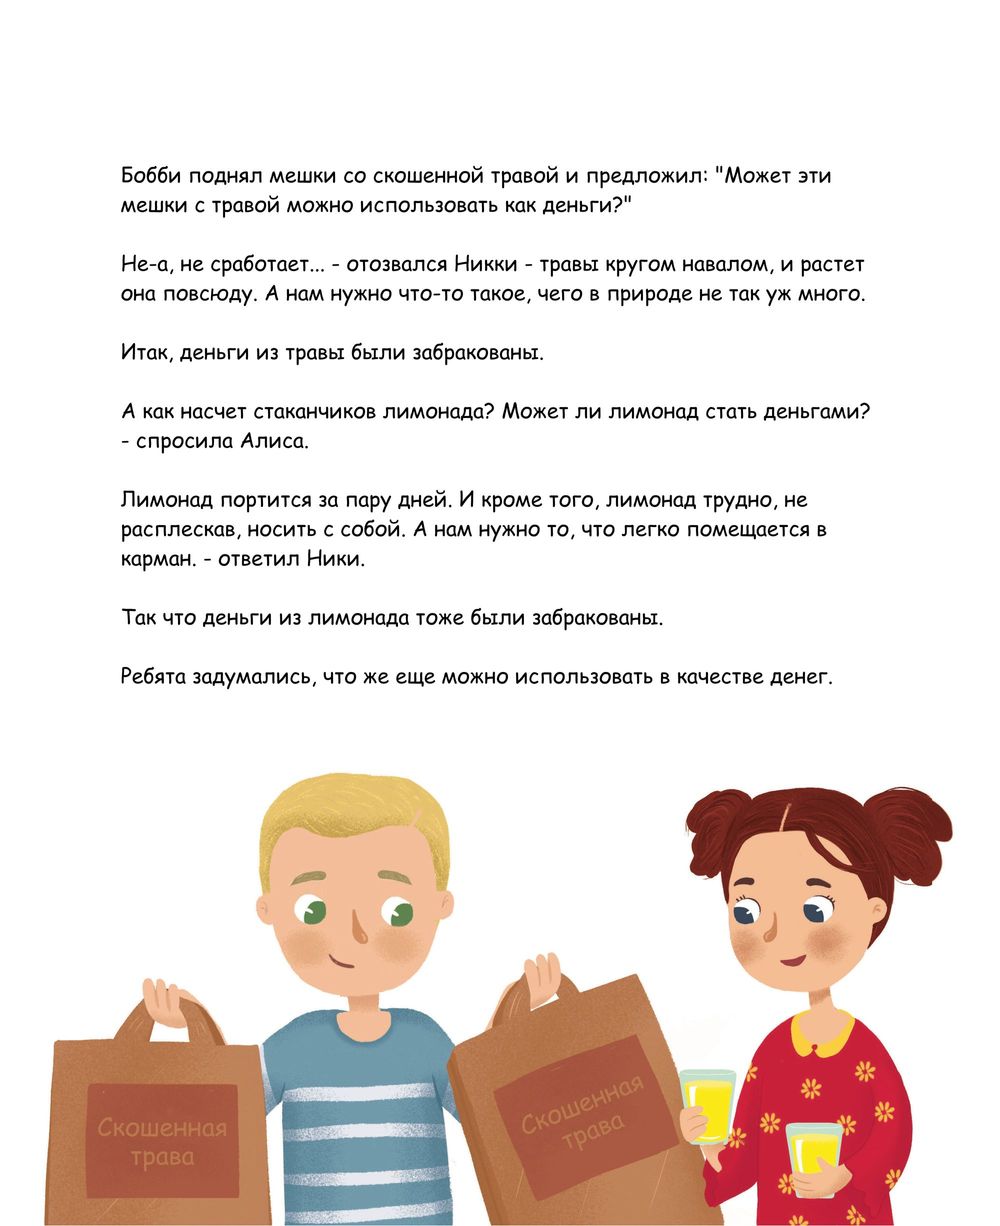 Бобби поднял мешки со скошенной травой и предложил: "Может эти
мешки с травой можно использовать как деньги?"
Не-а, не сработает... - отозвался Никки - травы кругом навалом, и растет
она повсюду. А нам нужно что-то такое, чего в природе не так уж много.
Итак, деньги из травы были забракованы.
А как насчет стаканчиков лимонада? Может ли лимонад стать деньгами?
- спросила Алиса.
Лимонад портится за пару дней. И кроме того, лимонад трудно, не
расплескав, носить с собой. А нам нужно то, что легко помещается в
карман. - ответил Ники.
Так что деньги из лимонада тоже были забракованы.
Ребята задумались, что же еще можно использовать в качестве денег.
Скошенная
трава
Скошенная
трава